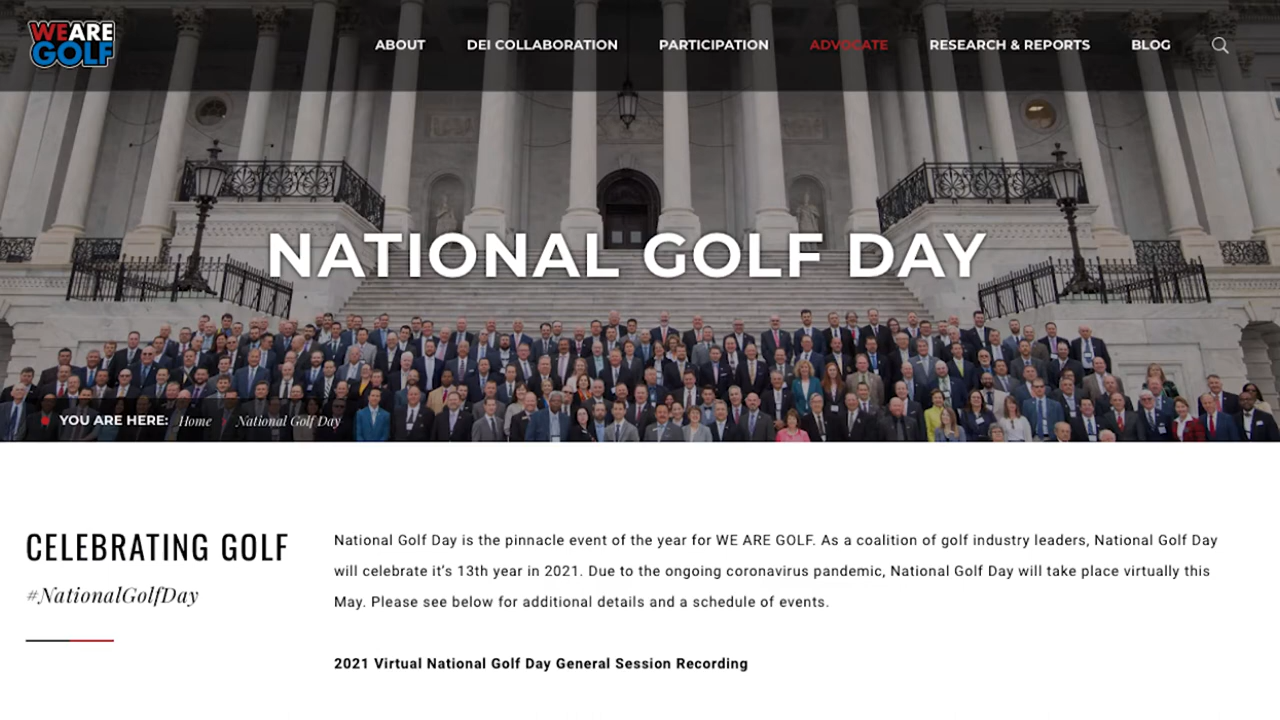 WE ARE
GOLF
ABOUT
DEI COLLABORATION
PARTICIPATION
ADVOCATE
RESEARCH & REPORTS
BLOG
NATIONAL GOLF DAY
YOU ARE HERE: Home National Golf Day
CELEBRATING GOLF
#NationalGolfDay
National Golf Day is the pinnacle event of the year for WE ARE GOLF. As a coalition of golf industry leaders, National Golf Day
will celebrate it’s 13th year in 2021. Due to the ongoing coronavirus pandemic, National Golf Day will take place virtually this
May. Please see below for additional details and a schedule of events.
2021 Virtual National Golf Day General Session Recording